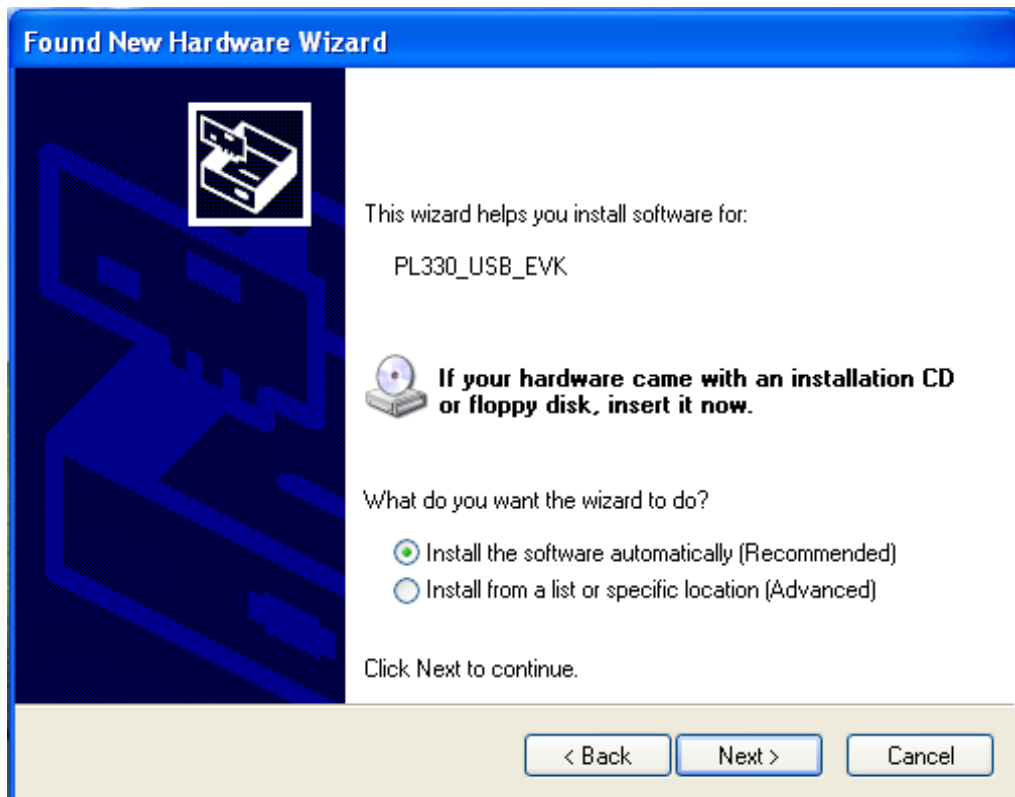 Found New Hardware Wizard
This wizard helps you install software for:
PL330_USB_EVK
If your hardware came with an installation CD
or floppy disk, insert it now.
What do you want the wizard to do?
Install the software automatically (Recommended)
Install from a list or specific location (Advanced)
Click Next to continue.
< Back
Next >
Cancel